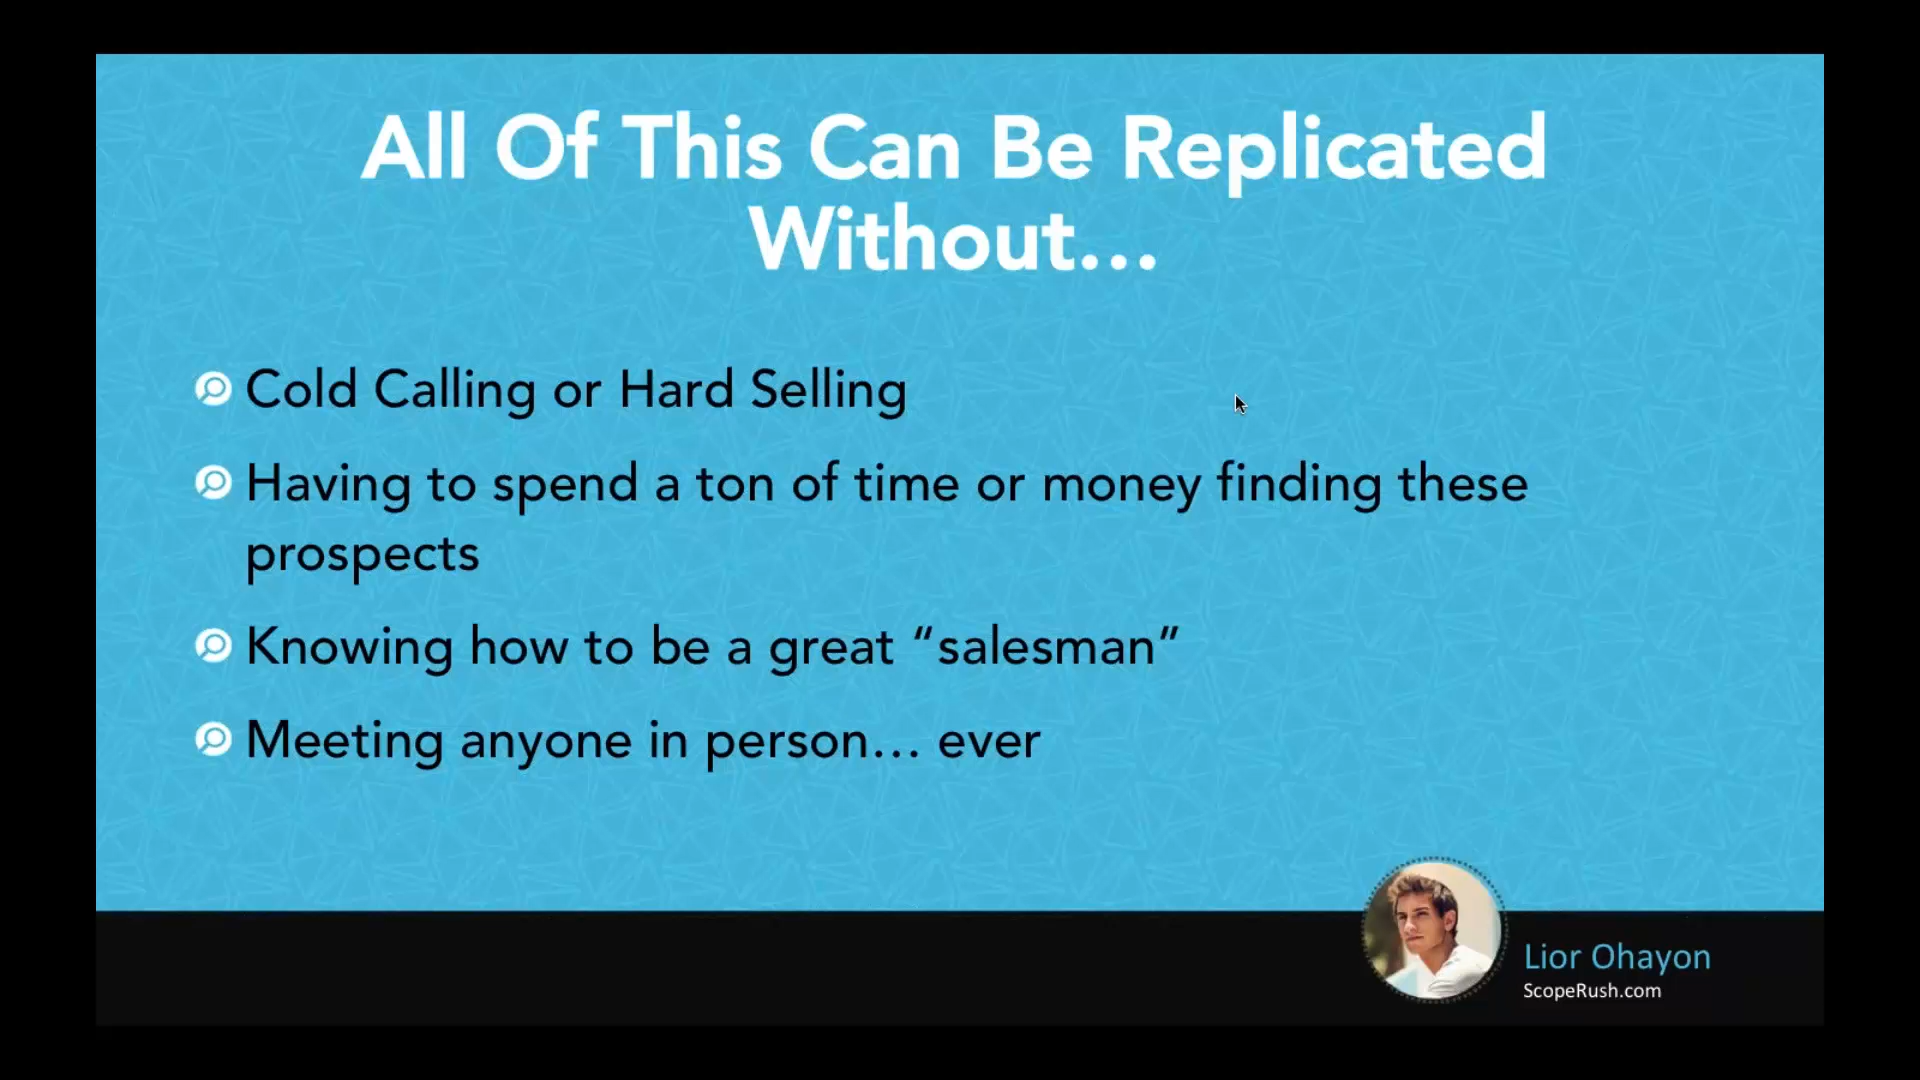 All Of This Can Be Replicated
Without...
Cold Calling or Hard Selling
Having to spend a ton of time or money finding these
prospects
Knowing how to be a great “salesman”
Meeting anyone in person... ever
Lior Ohayon
ScopeRush.com